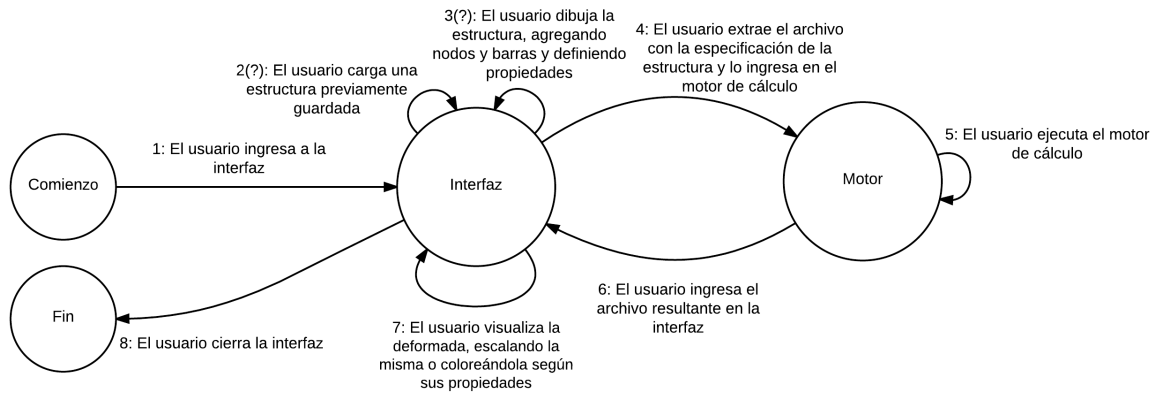 3(?): El usuario dibuja la
estructura, agregando
nodos y barras y definiendo
propiedades
4: El usuario extrae el archivo
con la especificación de la
estructura y lo ingresa en el
motor de cálculo
2(?): El usuario carga una
estructura previamente
guardada
5: El usuario ejecuta el motor
de cálculo
1: El usuario ingresa a la
interfaz
Comienzo
Interfaz
Motor
6: El usuario ingresa el
archivo resultante en la
interfaz
Fin
8: El usuario cierra la interfaz
7: El usuario visualiza la
deformada, escalando la
misma o coloreándola según
sus propiedades